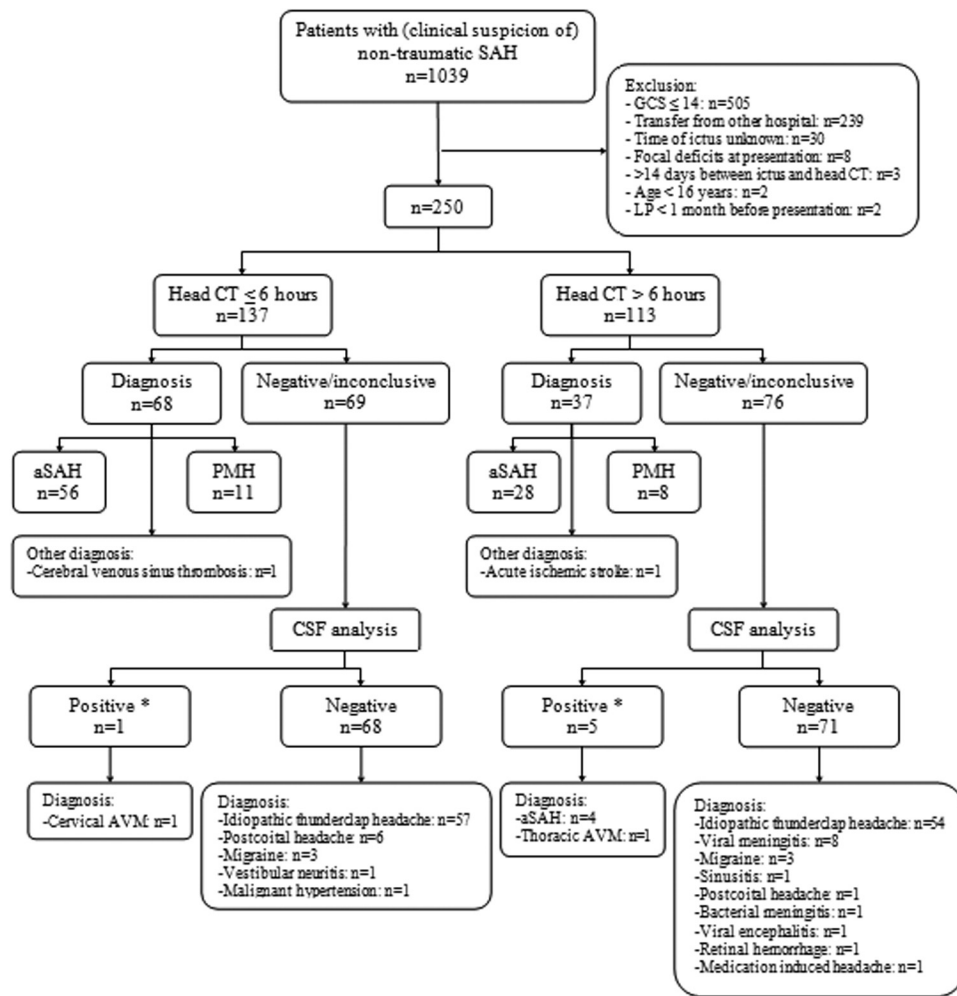 Patients with (clinical suspicion of)
non-traumatic SAH
n=1039
Exclusion:
- GCS ≤ 14: n=505
- Transfer from other hospital: n=239
- Time of ictus unknown: n=30
- Focal deficits at presentation: n=8
- >14 days between ictus and head CT: n=3
- Age < 16 years: n=2
- LP < 1 month before presentation: n=2
n=250
Head CT ≤ 6 hours
n=137
Head CT > 6 hours
n=113
Diagnosis
n=68
Negative/inconclusive
n=69
Diagnosis
n=37
Negative/inconclusive
n=76
aSAH
n=56
PMH
n=11
aSAH
n=28
PMH
n=8
Other diagnosis:
-Cerebral venous sinus thrombosis: n=1
Other diagnosis:
-Acute ischemic stroke: n=1
CSF analysis
CSF analysis
Positive *
n=1
Negative
n=68
Positive *
n=5
Negative
n=71
Diagnosis:
-Cervical AVM: n=1
Diagnosis:
-Idiopathic thunderclap headache: n=57
-Postcoital headache: n=6
-Migraine: n=3
-Vestibular neuritis: n=1
-Malignant hypertension: n=1
Diagnosis:
-aSAH: n=4
-Thoracic AVM: n=1
Diagnosis:
-Idiopathic thunderclap headache: n=54
-Viral meningitis: n=8
-Migraine: n=3
-Sinusitis: n=1
-Postcoital headache: n=1
-Bacterial meningitis: n=1
-Viral encephalitis: n=1
-Retinal hemorrhage: n=1
-Medication induced headache: n=1